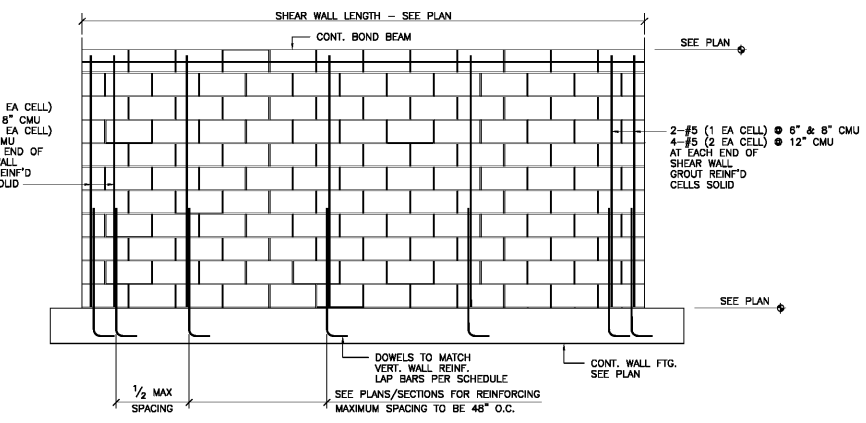 SHEAR WALL LENGTH – SEE PLAN
CONT. BOND BEAM
SEE PLAN
EA CELL)
8" CMU
EA CELL)
MU
END OF
ALL
EINF'D
OLID
2–#5 (1 EA CELL) @ 6" & 8" CMU
4–#5 (2 EA CELL) @ 12" CMU
AT EACH END OF
SHEAR WALL
GROUT REINF'D
CELLS SOLID
SEE PLAN
DOWELS TO MATCH
VERT. WALL REINF.
LAP BARS PER SCHEDULE
CONT. WALL FTG.
SEE PLAN
1/2 MAX
SPACING
SEE PLANS/SECTIONS FOR REINFORCING
MAXIMUM SPACING TO BE 48" O.C.